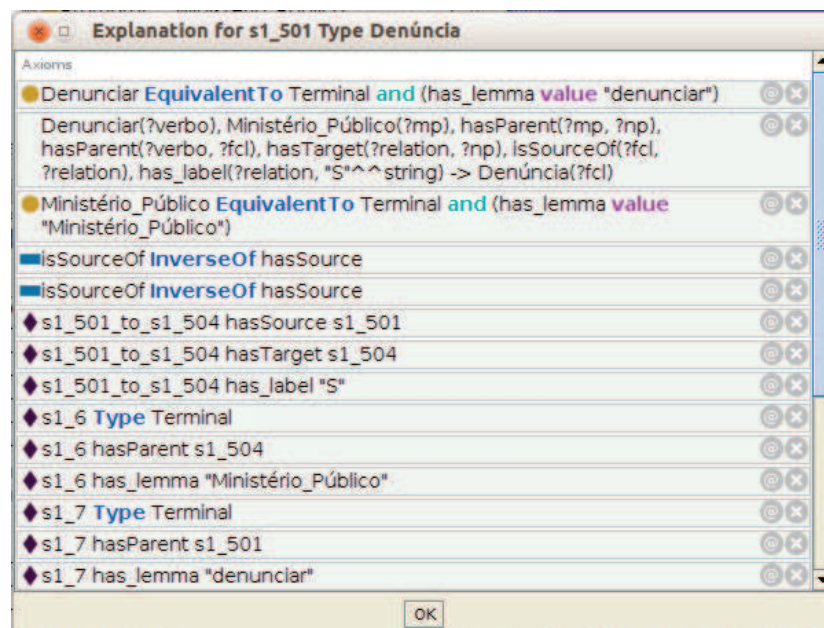 Explanation for s1_501 Type Denúncia
Axioms
Denunciar EquivalentTo Terminal and (has_lemma value "denunciar")
Denunciar(?verbo), Ministério_Público(?mp), hasParent(?mp, ?np),
hasParent(?verbo, ?fcl), hasTarget(?relation, ?np), isSourceOf(?fcl,
?relation), has_label(?relation, "S"^^string) -> Denúncia(?fcl)
Ministério_Público EquivalentTo Terminal and (has_lemma value
"Ministério_Público")
isSourceOf InverseOf hasSource
isSourceOf InverseOf hasSource
s1_501_to_s1_504 hasSource s1_501
s1_501_to_s1_504 hasTarget s1_504
s1_501_to_s1_504 has_label "S"
s1_6 Type Terminal
s1_6 hasParent s1_504
s1_6 has_lemma "Ministério_Público"
s1_7 Type Terminal
s1_7 hasParent s1_501
s1_7 has_lemma "denunciar"
OK